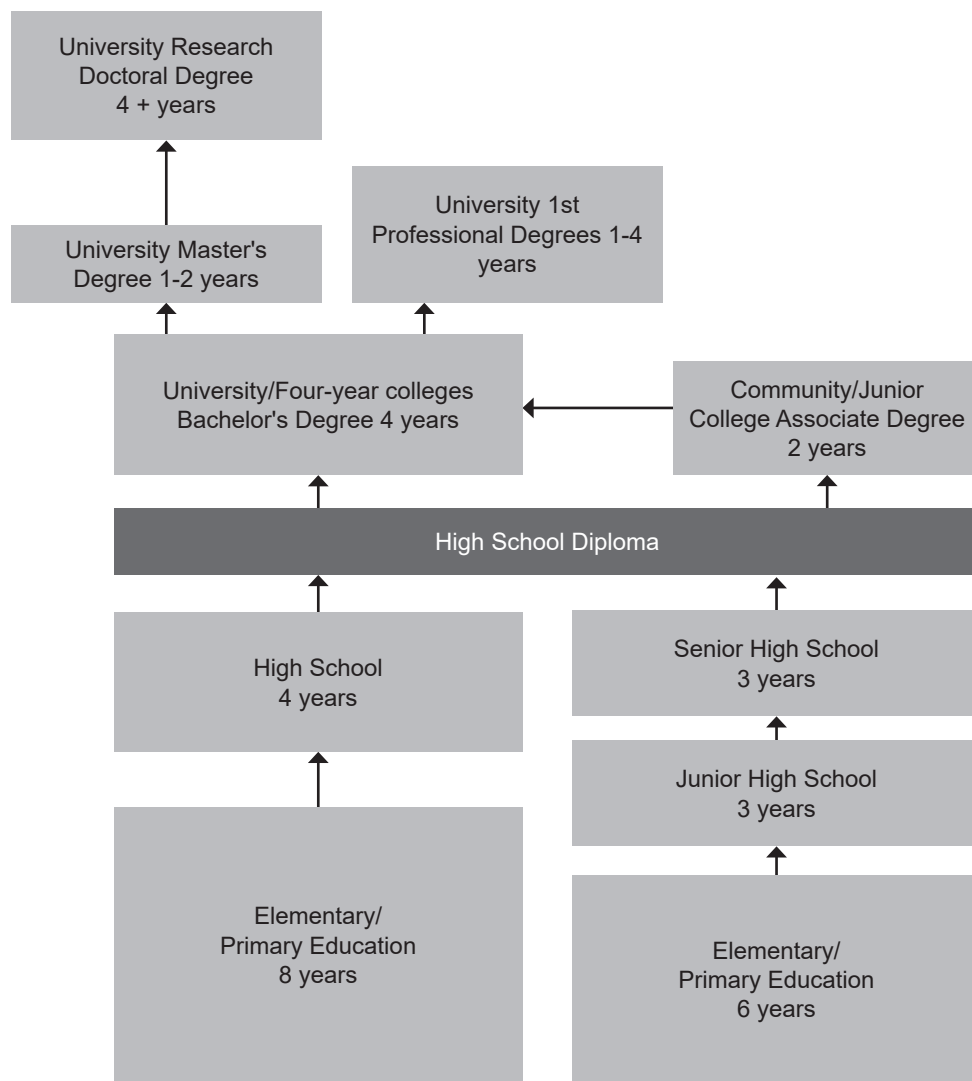 University Research
Doctoral Degree
4 + years
University 1st
Professional Degrees 1-4
years
University Master's
Degree 1-2 years
University/Four-year colleges
Bachelor's Degree 4 years
Community/Junior
College Associate Degree
2 years
High School Diploma
High School
4 years
Senior High School
3 years
Junior High School
3 years
Elementary/
Primary Education
8 years
Elementary/
Primary Education
6 years